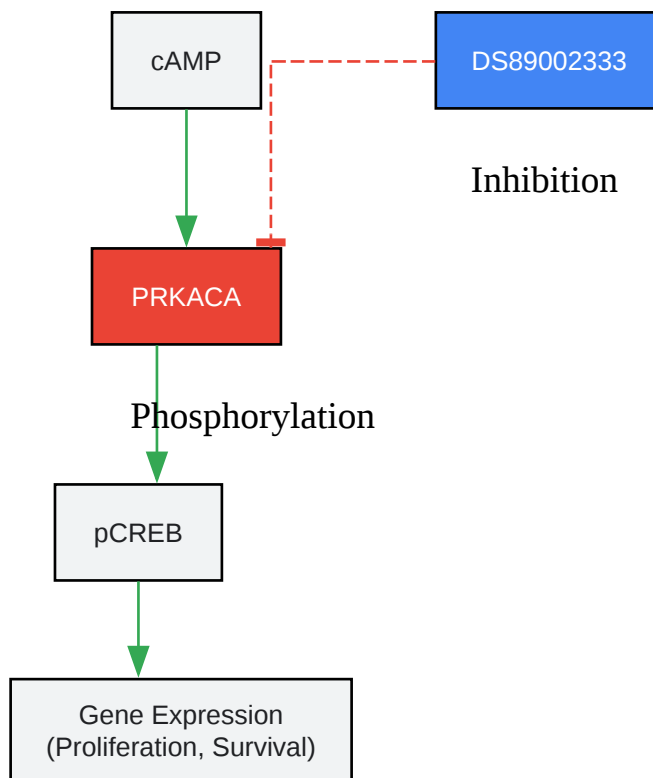 cAMP
DS89002333
Inhibition
PRKACA
Phosphorylation
pCREB
Gene Expression
(Proliferation, Survival)